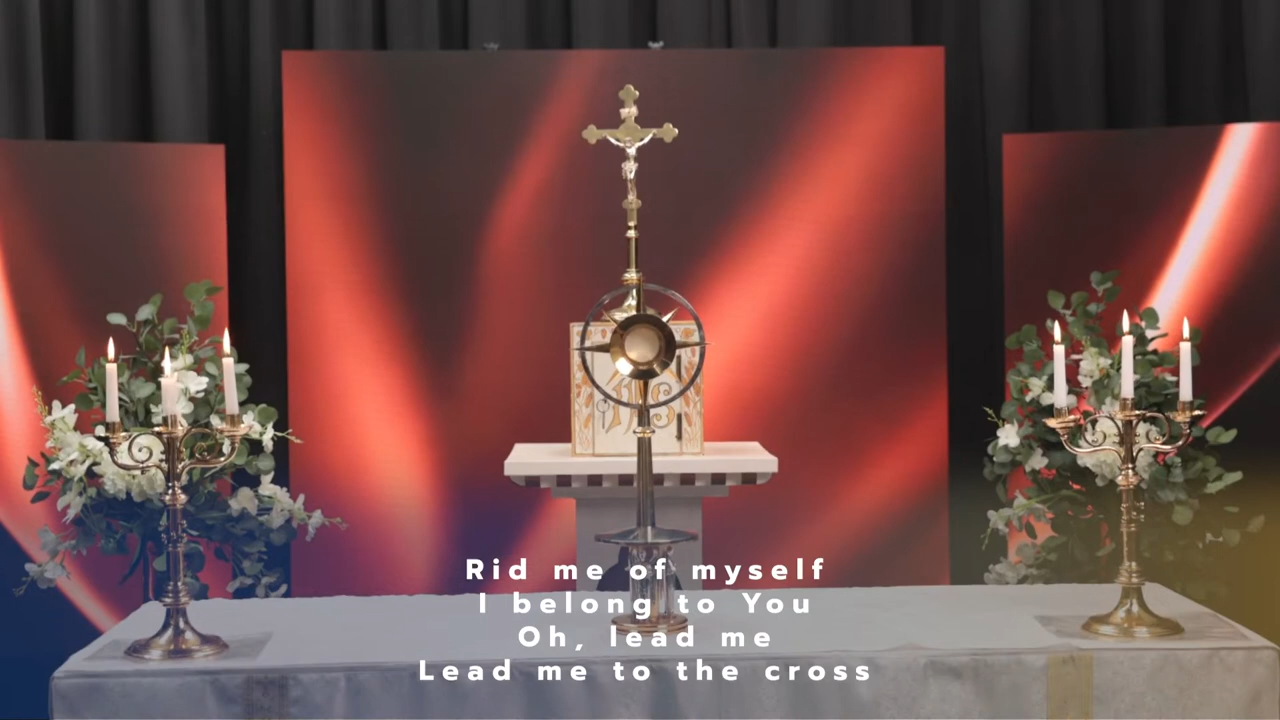 Rid me of myself
I belong to You
Oh, lead me
Lead me to the cross